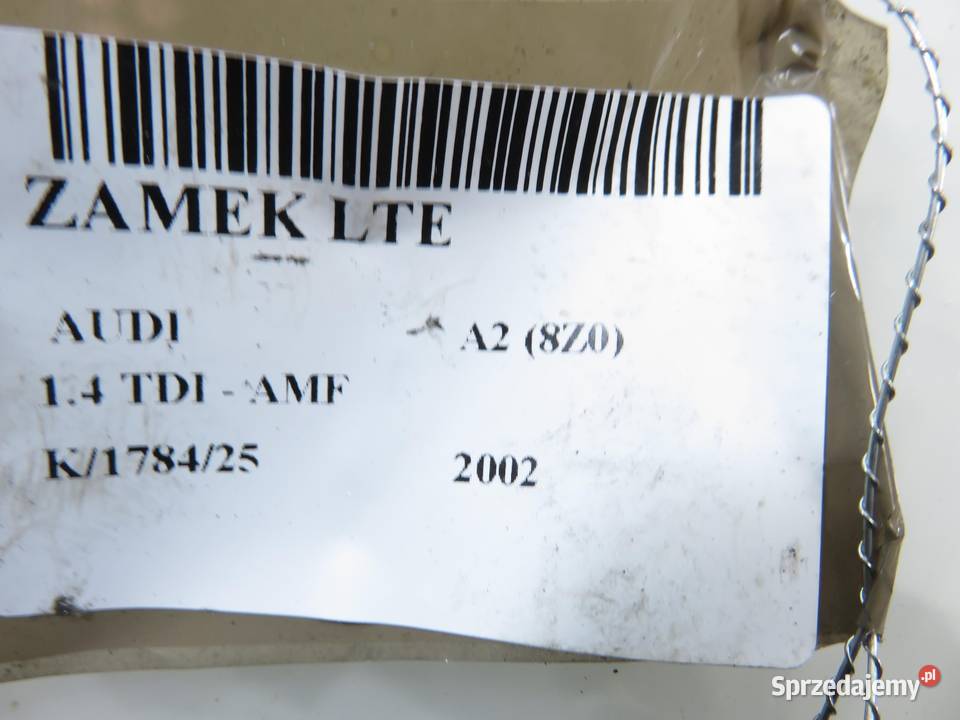 ZAMEK LTE
AUDI A2 (8Z0)
1.4 TDI - AMF
K/1784/25 2002
Sprzedajemy.pl